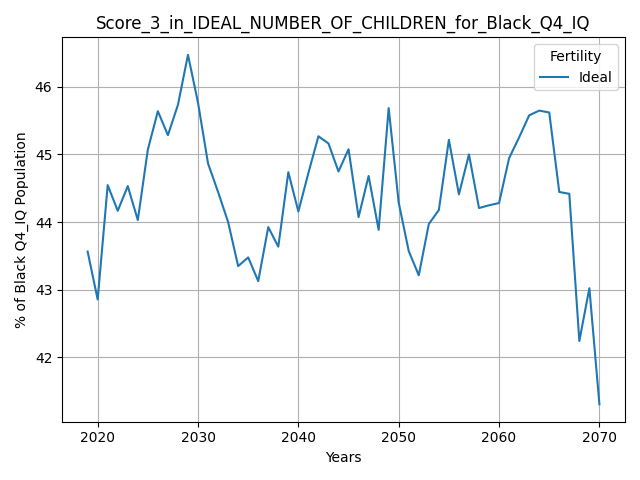 Score_3_in_IDEAL_NUMBER_OF_CHILDREN_for_Black_Q4_IQ
Fertility
Ideal
46
45
44
43
42
% of Black Q4_IQ Population
2020 2030 2040 2050 2060 2070
Years